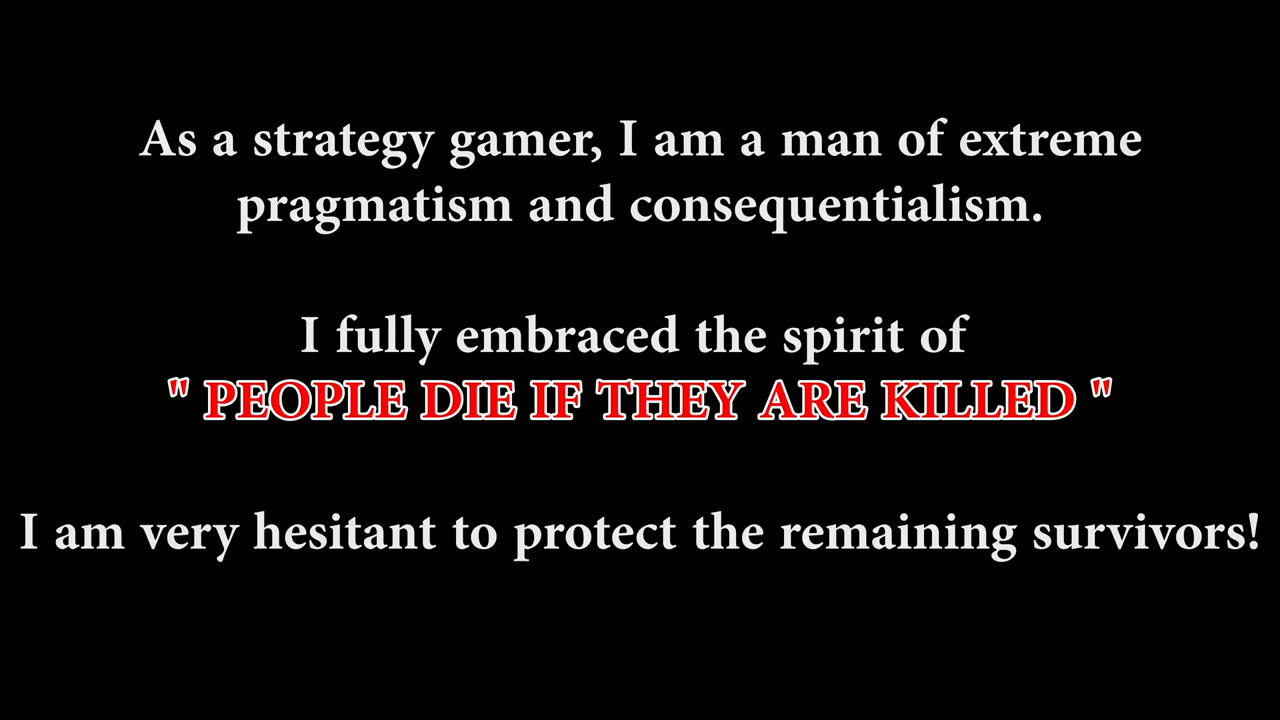 As a strategy gamer, I am a man of extreme
pragmatism and consequentialism.
I fully embraced the spirit of
" PEOPLE DIE IF THEY ARE KILLED "
I am very hesitant to protect the remaining survivors!